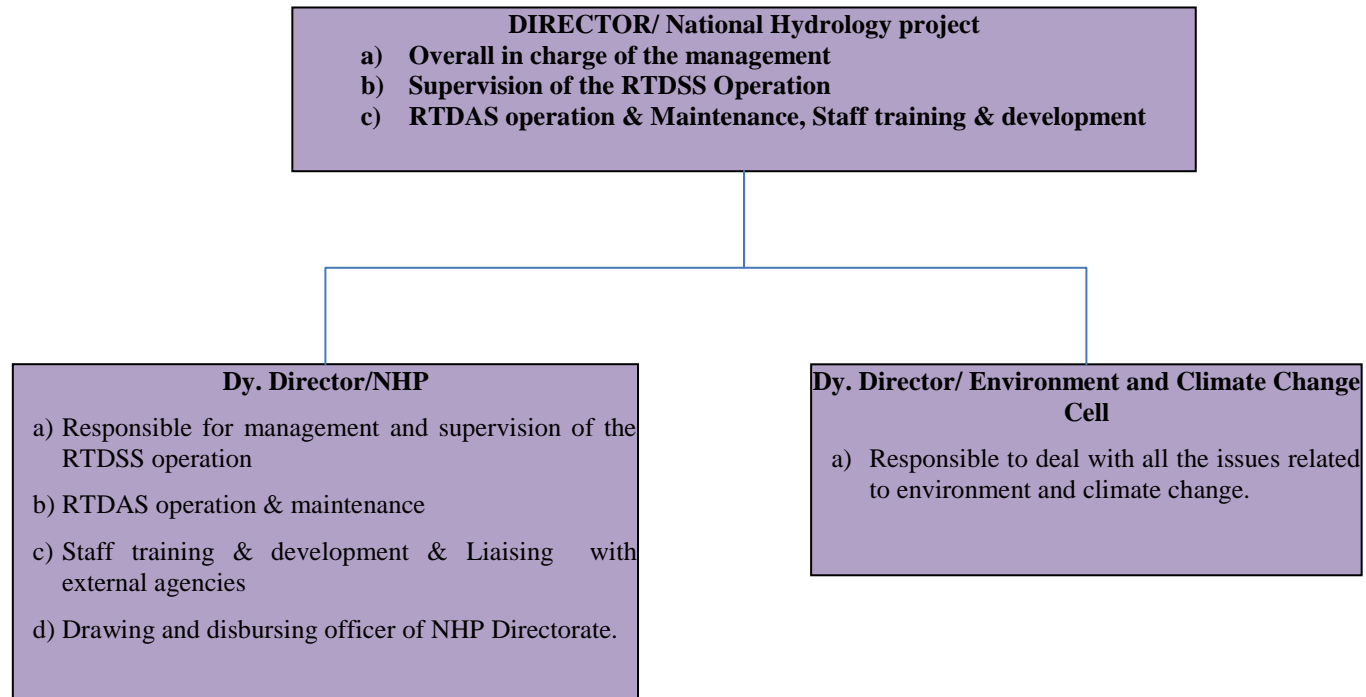 DIRECTOR/ National Hydrology project
a) Overall in charge of the management
b) Supervision of the RTDSS Operation
c) RTDAS operation & Maintenance, Staff training & development
Dy. Director/NHP
a) Responsible for management and supervision of the
RTDSS operation
b) RTDAS operation & maintenance
c) Staff training & development & Liaising with
external agencies
d) Drawing and disbursing officer of NHP Directorate.
Dy. Director/ Environment and Climate Change
Cell
a) Responsible to deal with all the issues related
to environment and climate change.